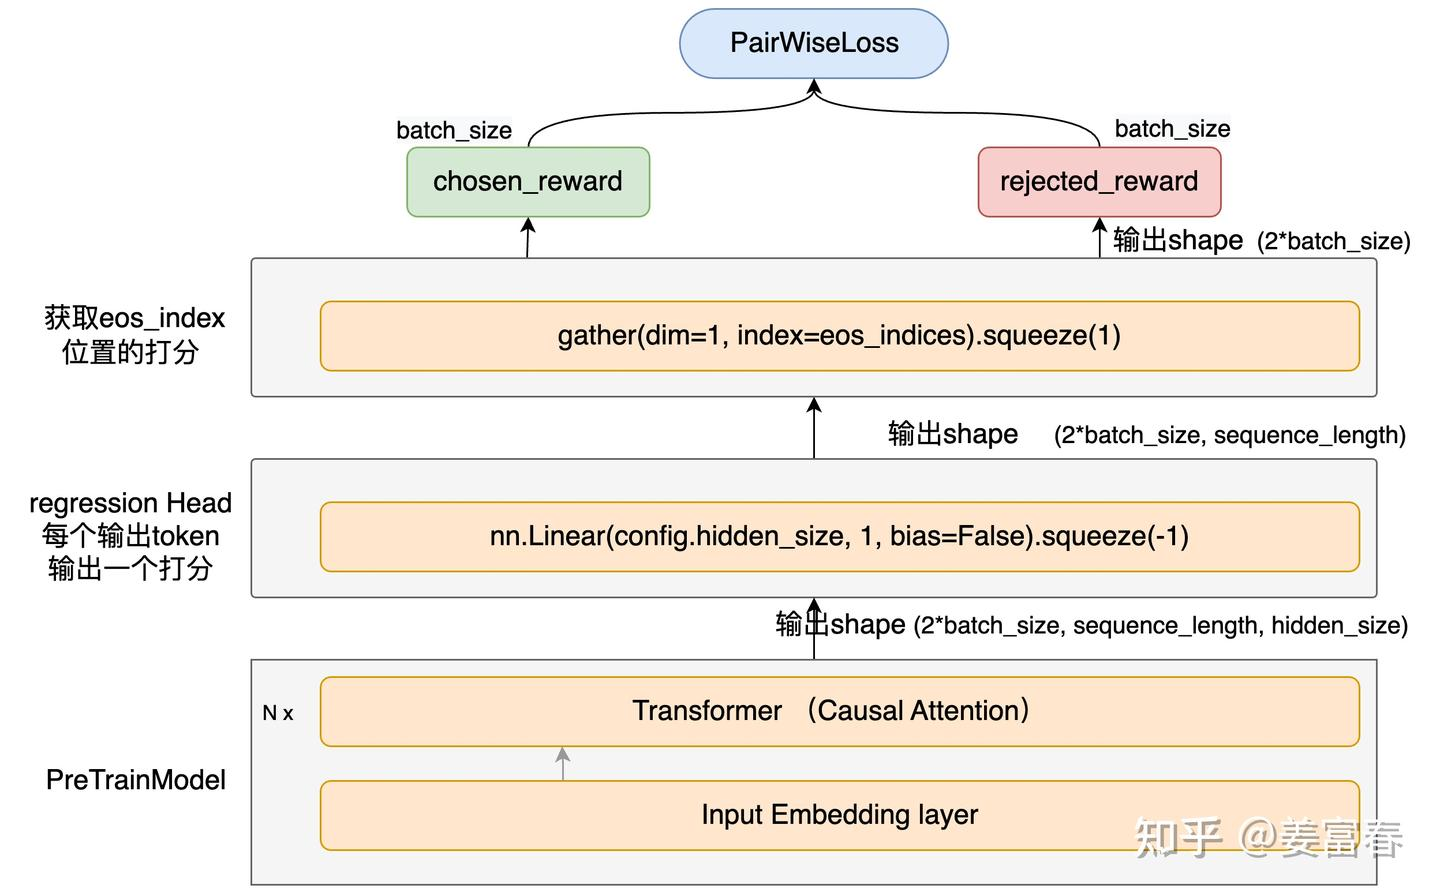 PairWiseLoss
batch_size
batch_size
chosen_reward
rejected_reward
输出shape (2*batch_size)
获取eos_index
位置的打分
gather(dim=1, index=eos_indices).squeeze(1)
输出shape (2*batch_size, sequence_length)
regression Head
每个输出token
输出一个打分
nn.Linear(config.hidden_size, 1, bias=False).squeeze(-1)
输出shape (2*batch_size, sequence_length, hidden_size)
N x
Transformer （Causal Attention）
PreTrainModel
Input Embedding layer
知乎 @姜富春